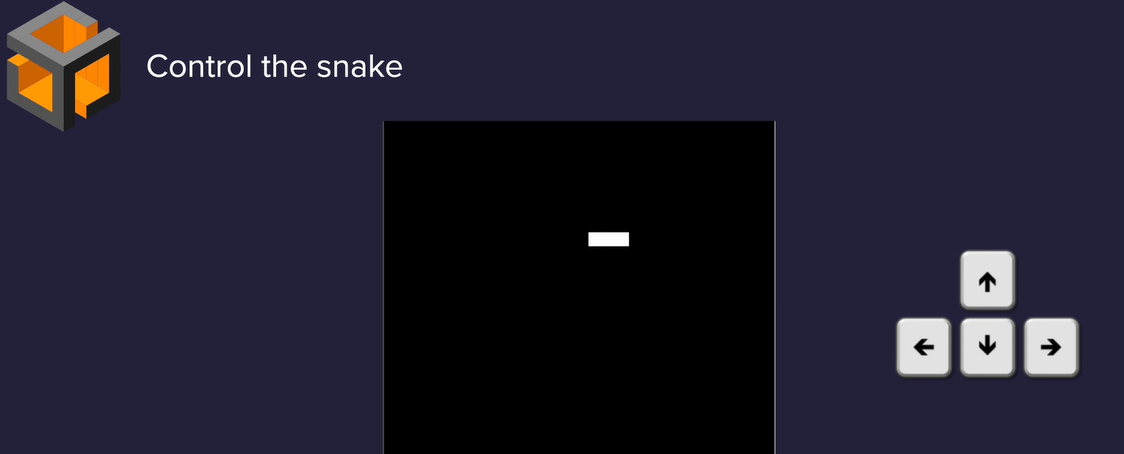 Control the snake
↑
← ↓ →